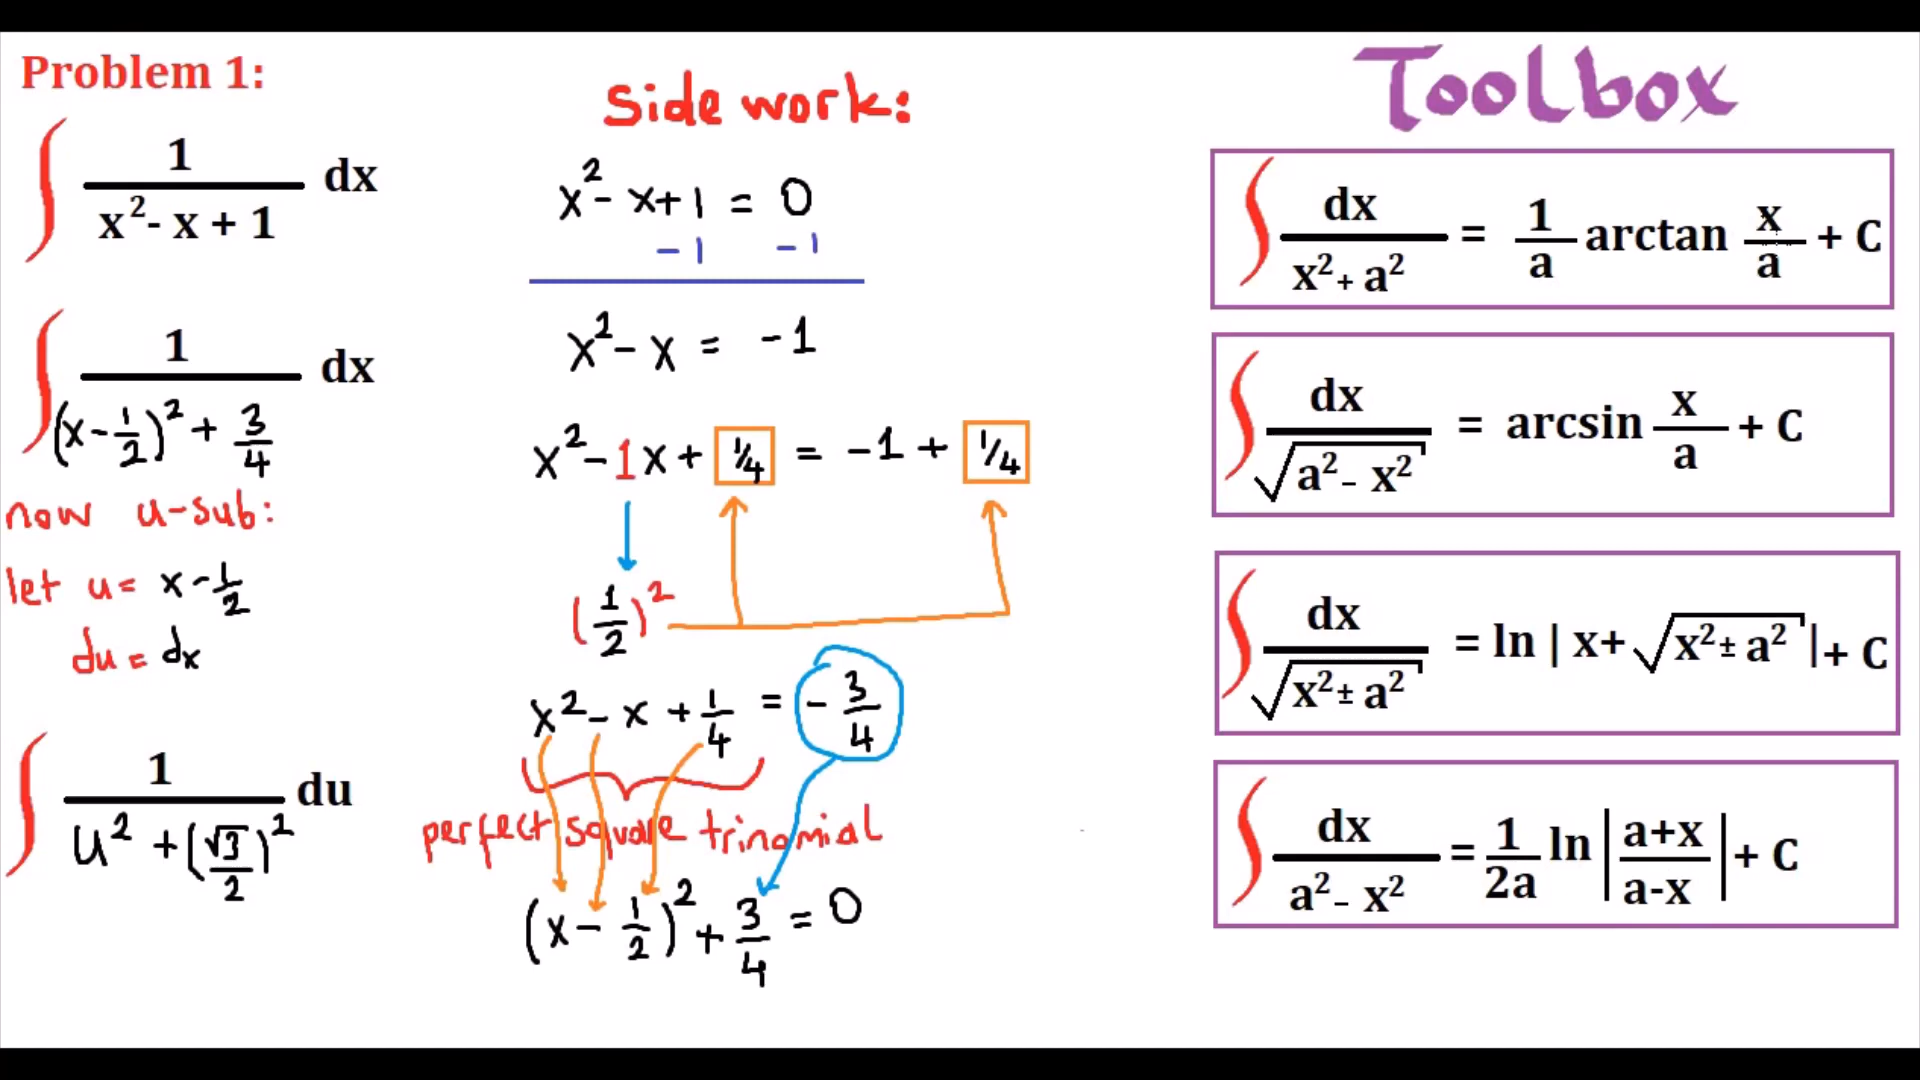 Problem 1:
∫ 1 / (x² - x + 1) dx
∫ 1 / ((x - 1/2)² + 3/4) dx
now u-sub:
let u = x - 1/2
du = dx
∫ 1 / (u² + (√3/2)²) du
Side work:
x² - x + 1 = 0
-1 -1
x² - x = -1
x² - 1x + 1/4 = -1 + 1/4
(1/2)²
x² - x + 1/4 = -3/4
perfect square trinomial
(x - 1/2)² + 3/4 = 0
Toolbox
∫ dx / (x² + a²) = 1/a arctan x/a + C
∫ dx / √(a² - x²) = arcsin x/a + C
∫ dx / √(x² ± a²) = ln | x + √(x² ± a²) | + C
∫ dx / (a² - x²) = 1/2a ln | (a+x)/(a-x) | + C